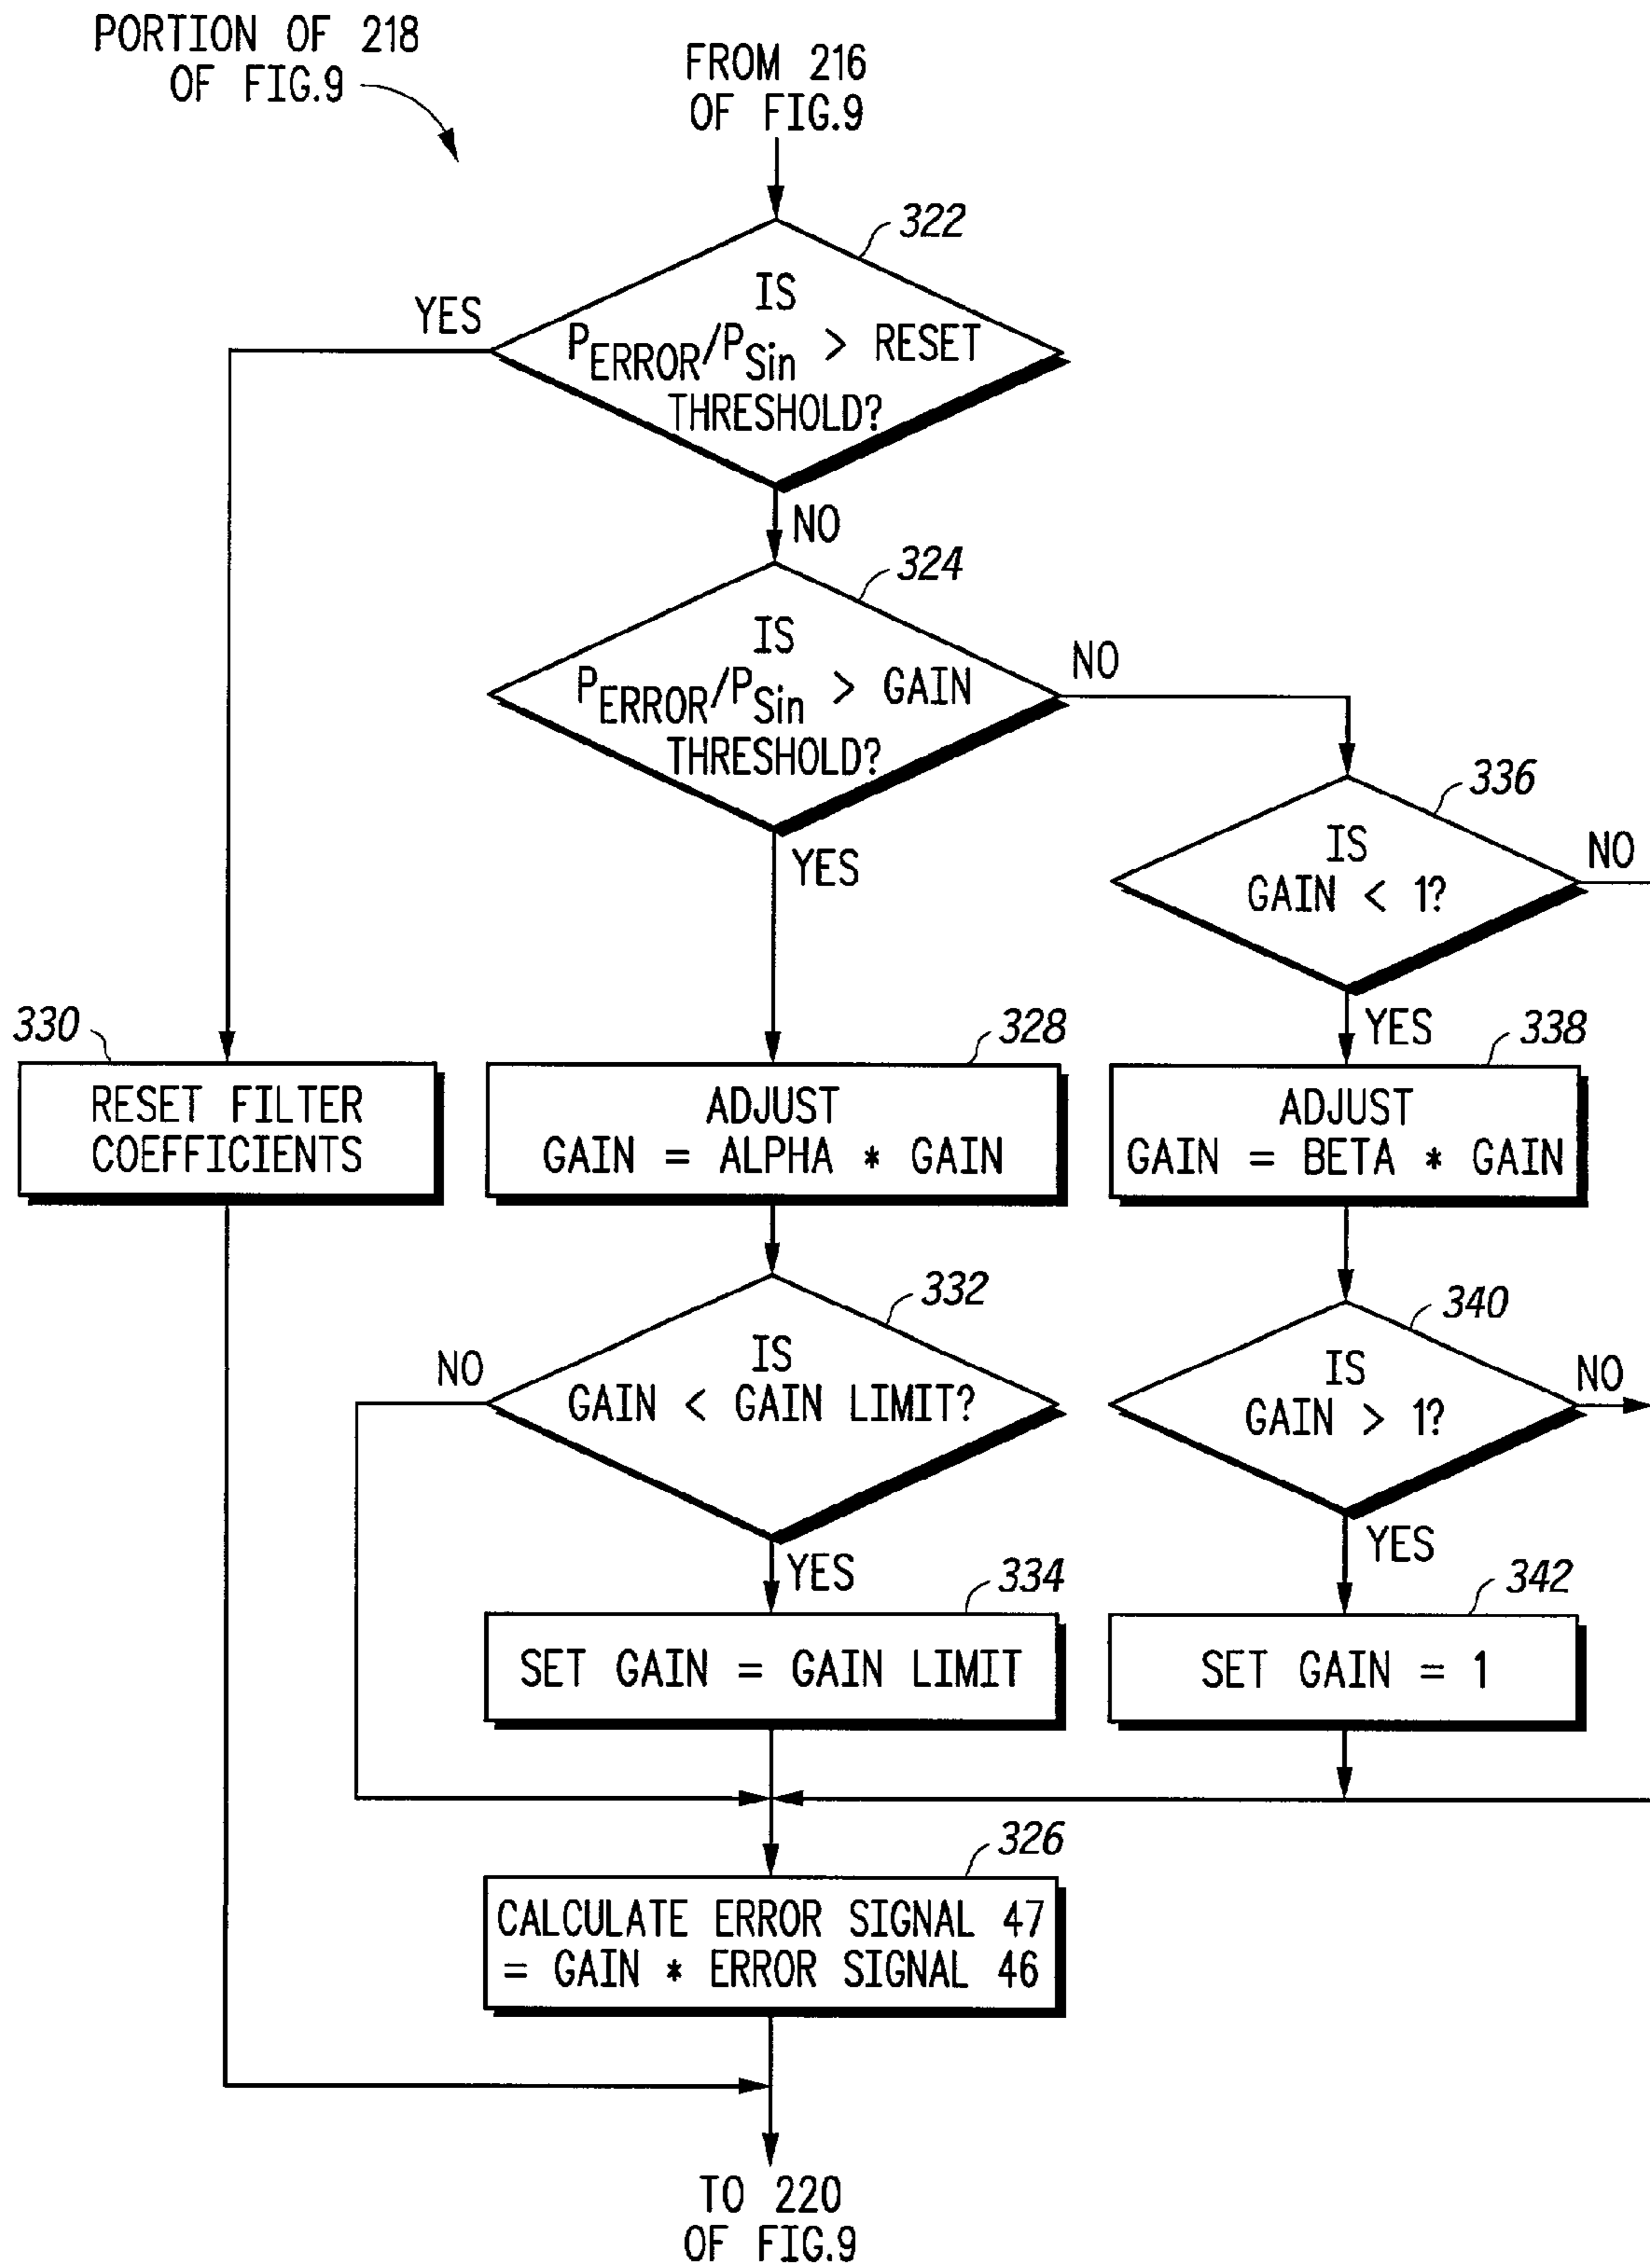 PORTION OF 218
OF FIG.9
FROM 216
OF FIG.9
322
IS
PERROR/PSin > RESET
THRESHOLD?
YES
NO
324
IS
PERROR/PSin > GAIN
THRESHOLD?
NO
YES
336
IS
GAIN < 1?
NO
YES
330
RESET FILTER
COEFFICIENTS
328
ADJUST
GAIN = ALPHA * GAIN
338
ADJUST
GAIN = BETA * GAIN
332
IS
GAIN < GAIN LIMIT?
NO
YES
340
IS
GAIN > 1?
NO
YES
334
SET GAIN = GAIN LIMIT
342
SET GAIN = 1
326
CALCULATE ERROR SIGNAL 47
= GAIN * ERROR SIGNAL 46
TO 220
OF FIG.9